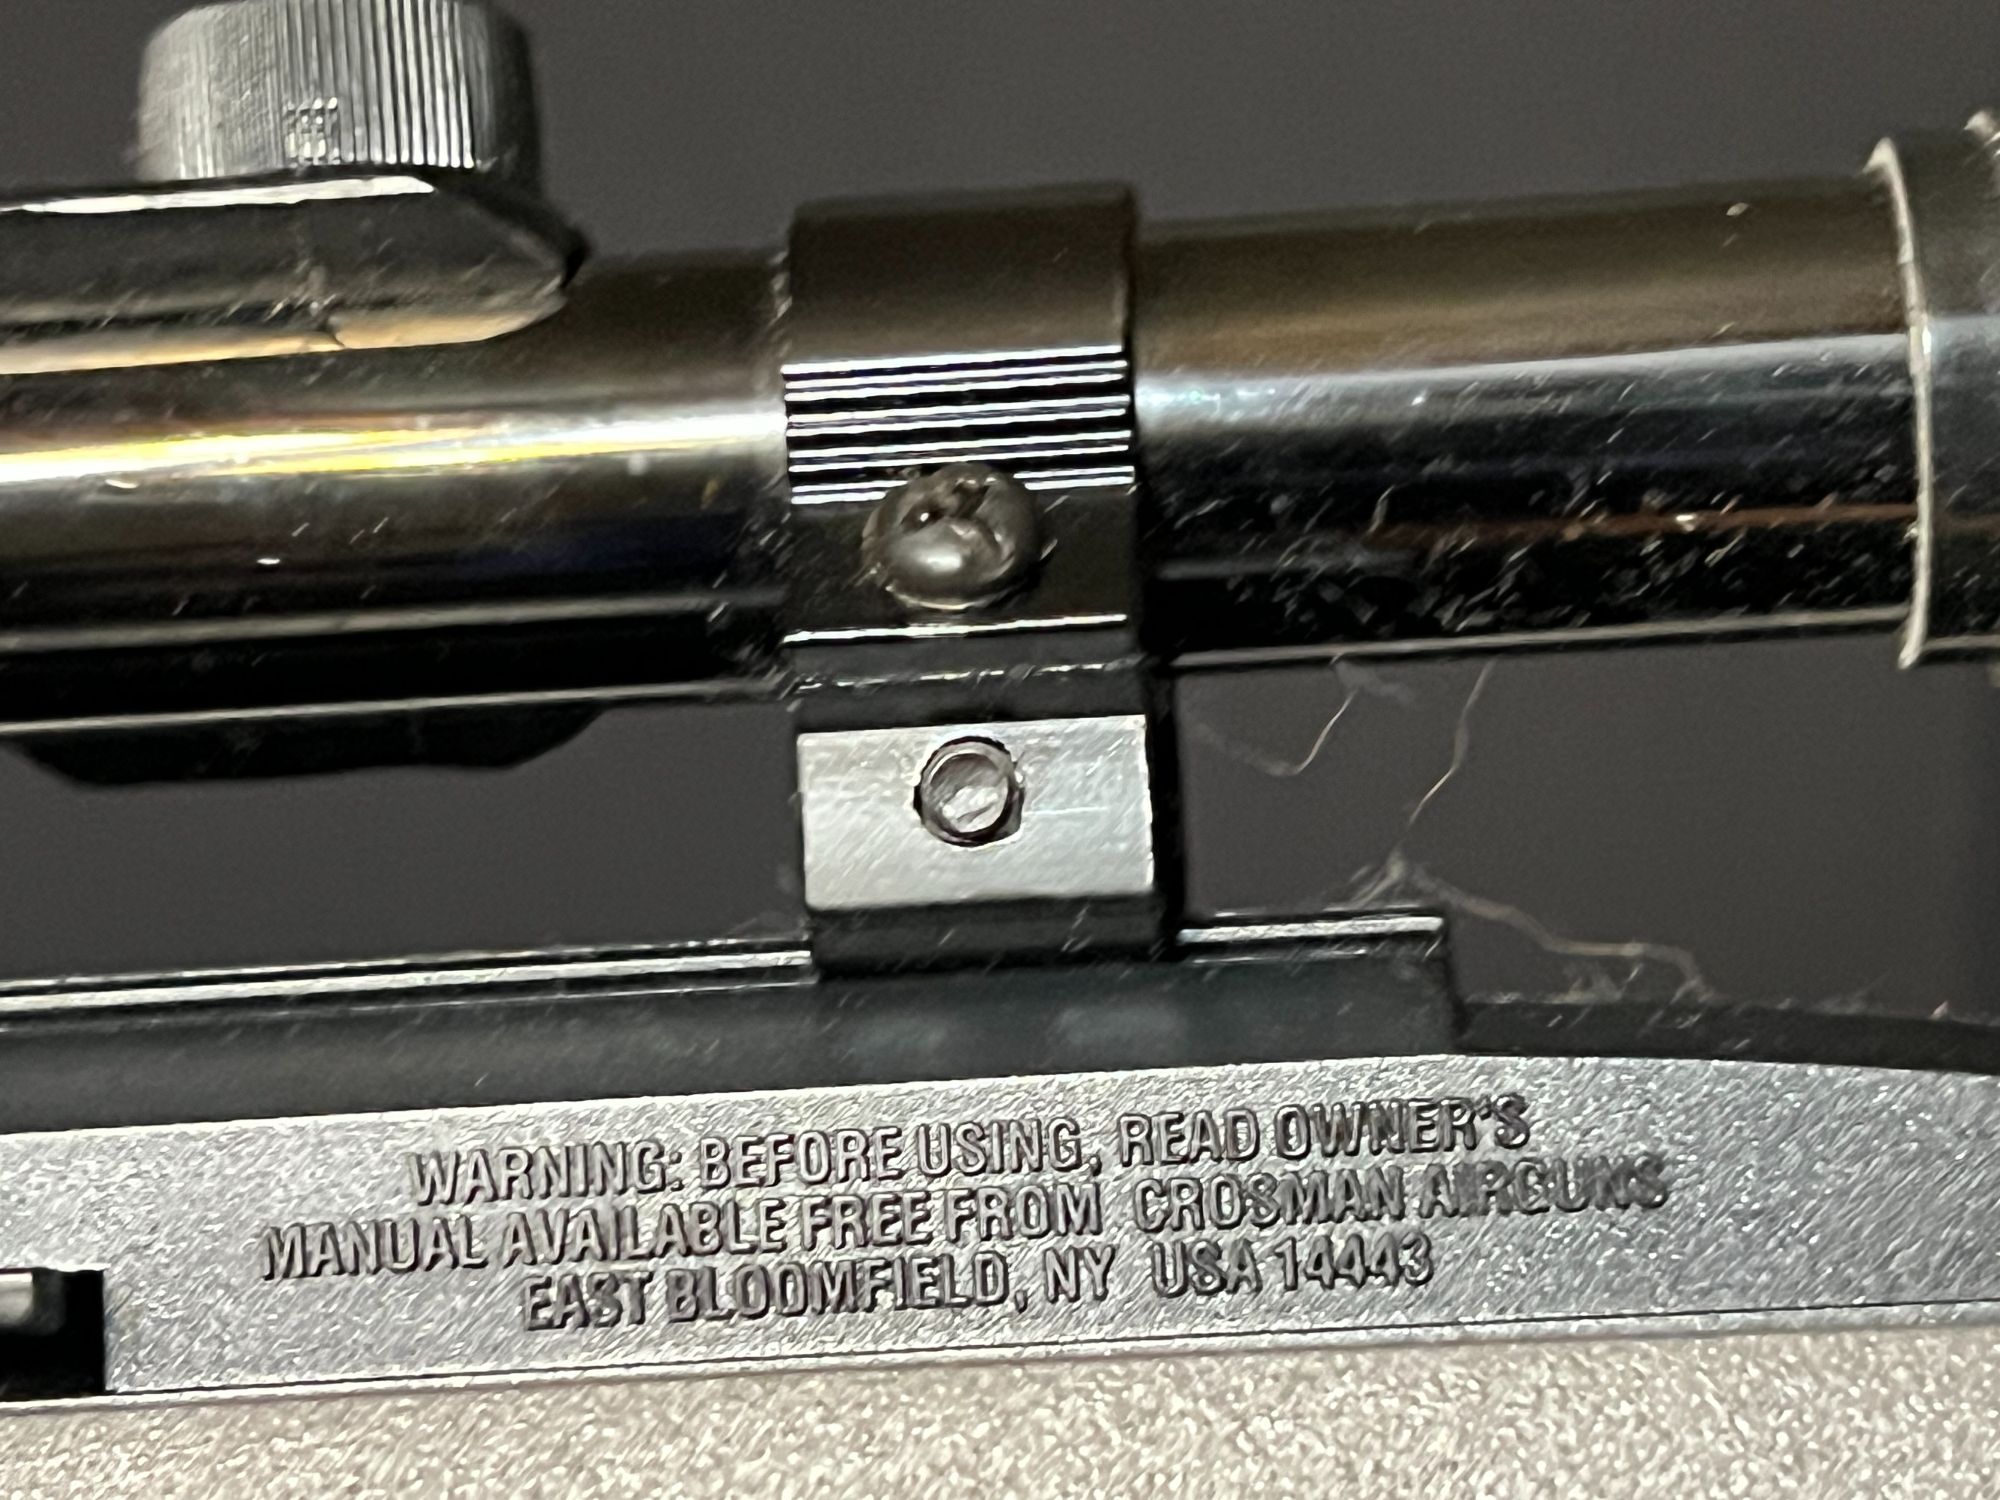 WARNING: BEFORE USING, READ OWNER'S
MANUAL AVAILABLE FREE FROM CROSMAN AIRGUNS
EAST BLOOMFIELD, NY USA 14443